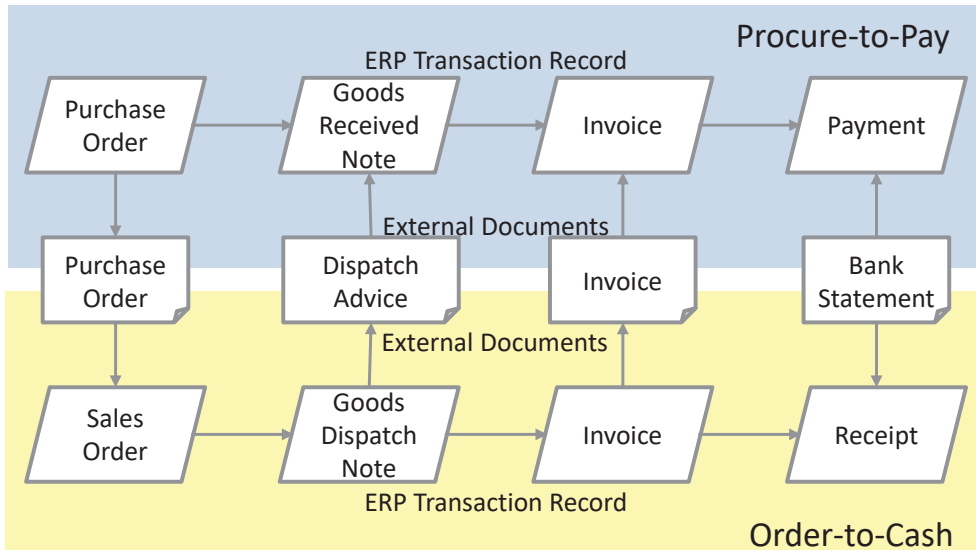 Procure-to-Pay
ERP Transaction Record
Purchase
Order
Goods
Received
Note
Invoice
Payment
External Documents
Purchase
Order
Dispatch
Advice
Invoice
Bank
Statement
External Documents
Sales
Order
Goods
Dispatch
Note
Invoice
Receipt
ERP Transaction Record
Order-to-Cash